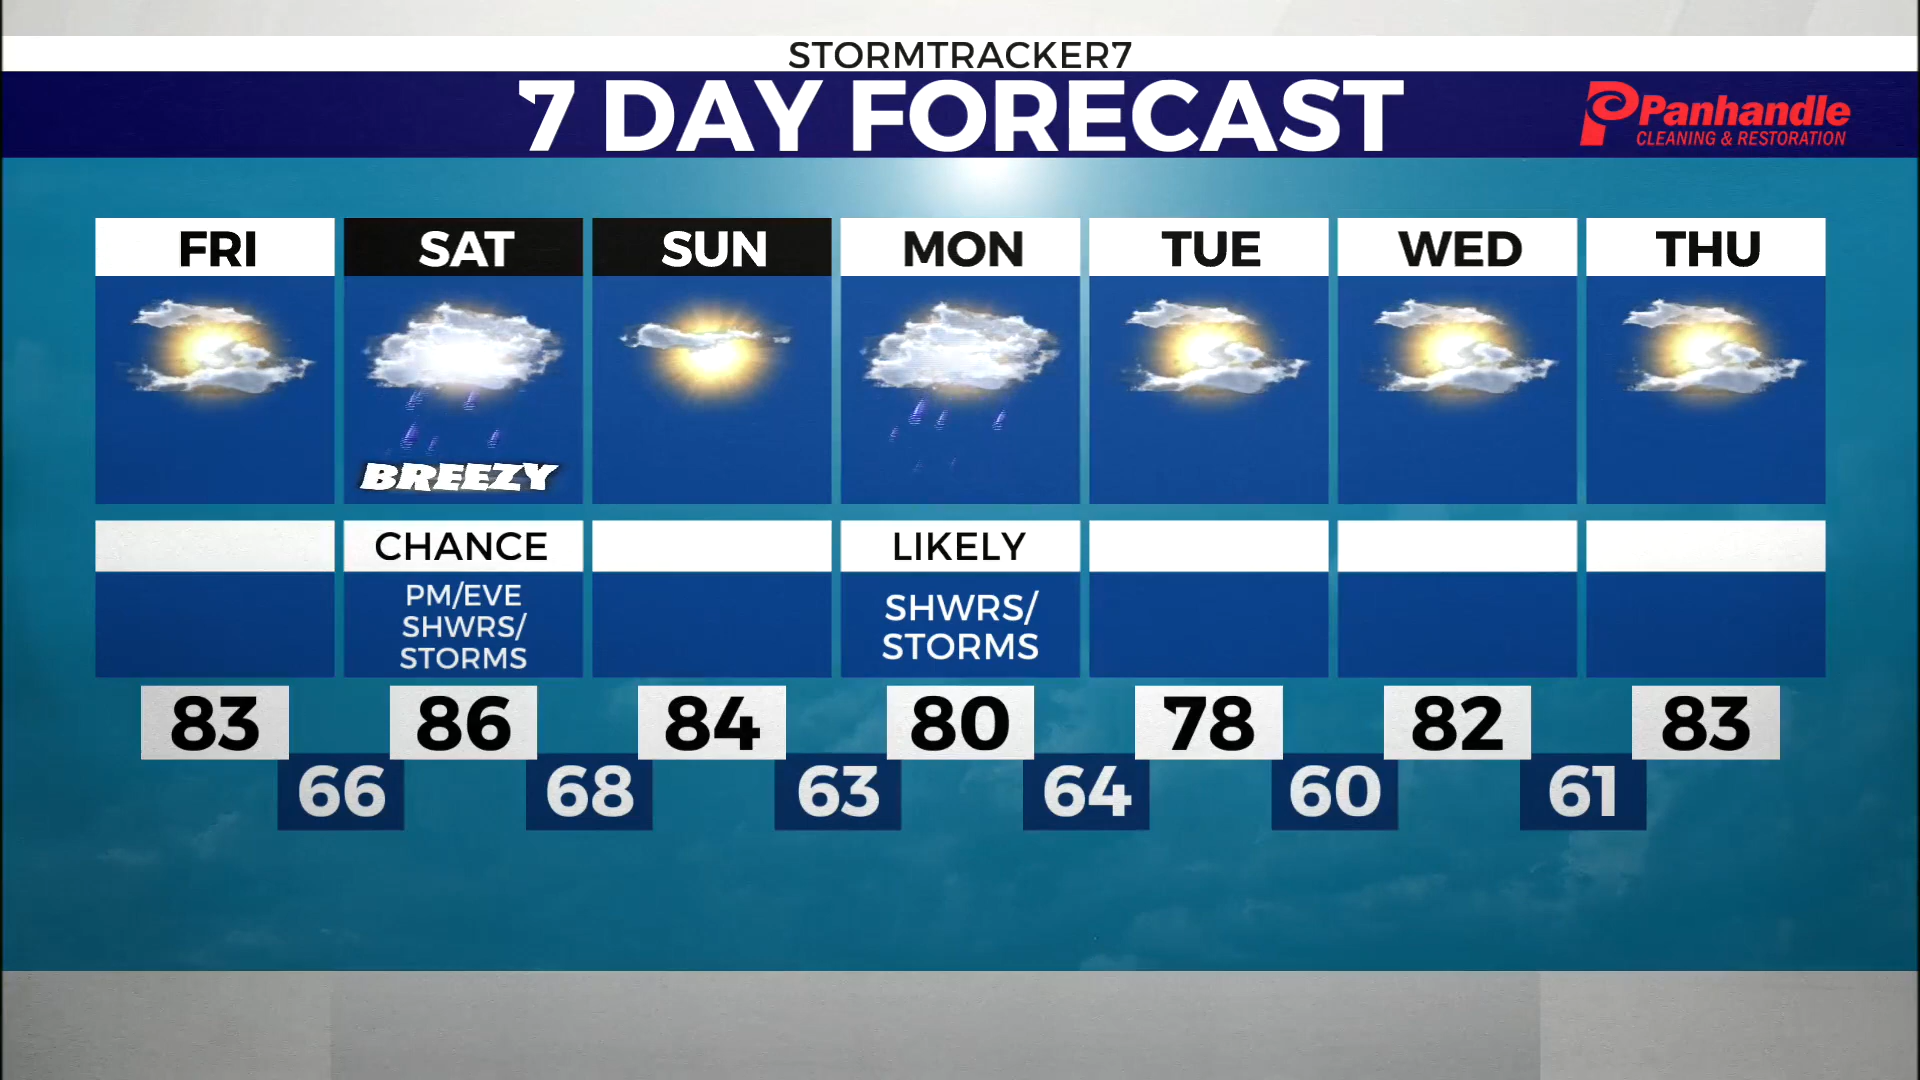 STORMTRACKER7
7 DAY FORECAST
Panhandle
CLEANING & RESTORATION
FRI
SAT
SUN
MON
TUE
WED
THU
BREEZY
CHANCE
PM/EVE
SHWRS/
STORMS
LIKELY
SHWRS/
STORMS
83
86
84
80
78
82
83
66
68
63
64
60
61